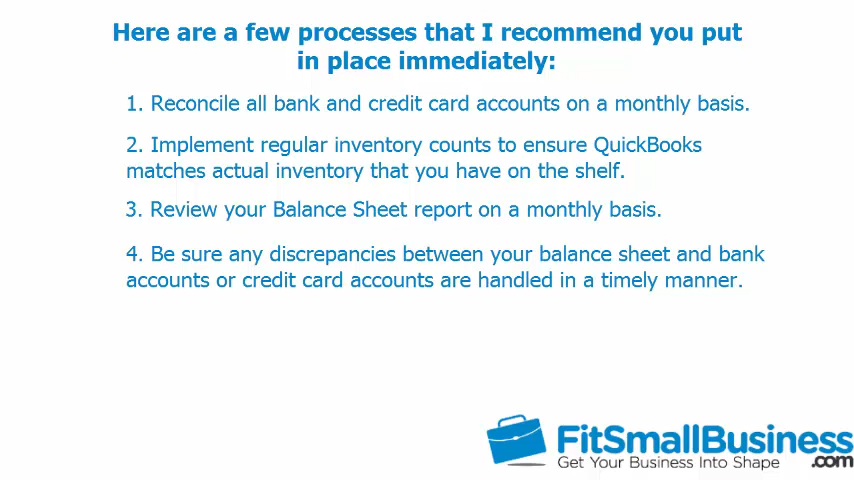 Here are a few processes that I recommend you put
in place immediately:
1. Reconcile all bank and credit card accounts on a monthly basis.
2. Implement regular inventory counts to ensure QuickBooks
matches actual inventory that you have on the shelf.
3. Review your Balance Sheet report on a monthly basis.
4. Be sure any discrepancies between your balance sheet and bank
accounts or credit card accounts are handled in a timely manner.
FitSmallBusiness
.com
Get Your Business Into Shape